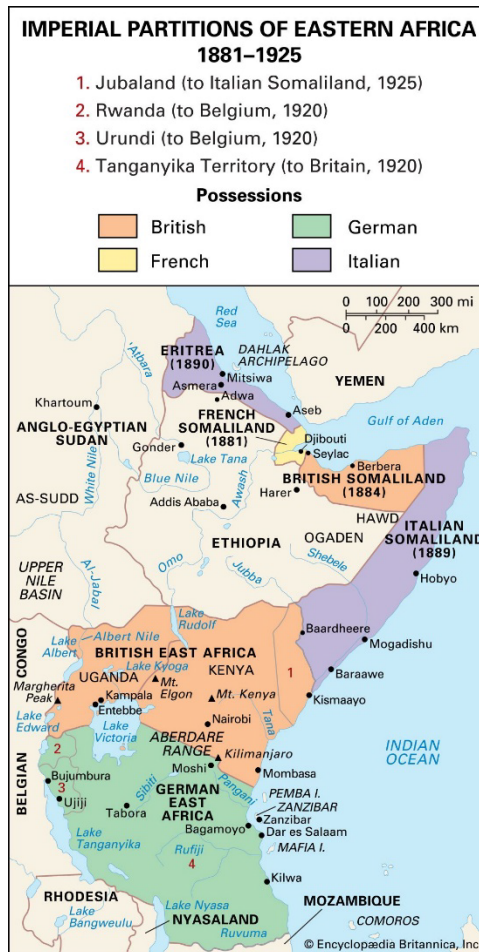 IMPERIAL PARTITIONS OF EASTERN AFRICA
1881–1925
1. Jubaland (to Italian Somaliland, 1925)
2. Rwanda (to Belgium, 1920)
3. Urundi (to Belgium, 1920)
4. Tanganyika Territory (to Britain, 1920)
Possessions
British
German
French
Italian
0 100 200 300 mi
0 200 400 km
Red
Sea
'Atbara
ERITREA
(1890)
DAHLAK
ARCHIPELAGO
Mitsiwa
Asmera
Adwa
YEMEN
Khartoum
ANGLO-EGYPTIAN
SUDAN
FRENCH
SOMALILAND
(1881)
Aseb
Gulf of Aden
Gonder
Lake Tana
Djibouti
Seylac
White Nile
Blue Nile
Awash
Berbera
BRITISH SOMALILAND
(1884)
AS-SUDD
Addis Ababa
Harer
HAWD
ITALIAN
SOMALILAND
(1889)
OGADEN
ETHIOPIA
Shebele
UPPER
NILE
BASIN
Al-Jabal
Omo
Jubba
Hobyo
Lake
Rudolf
Baardheere
Mogadishu
Lake
Albert
Albert Nile
BRITISH EAST AFRICA
Lake Kyoga
KENYA
1
Baraawe
UGANDA
Mt.
Elgon
Mt. Kenya
Margherita
Peak
Kampala
Entebbe
Kismaayo
Lake
Edward
Lake
Victoria
Nairobi
Tana
BELGIAN CONGO
ABERDARE
RANGE
Kilimanjaro
INDIAN
OCEAN
2
Moshi
Mombasa
Bujumbura
3
Sibiti
Pangani
PEMBA I.
Ujiji
Tabora
GERMAN
EAST
AFRICA
ZANZIBAR
Zanzibar
Bagamoyo
Dar es Salaam
Lake
Tanganyika
Rufiji
MAFIA I.
4
Kilwa
RHODESIA
Lake Nyasa
MOZAMBIQUE
Lake
Bangweulu
NYASALAND
Ruvuma
COMOROS
© Encyclopædia Britannica, Inc.